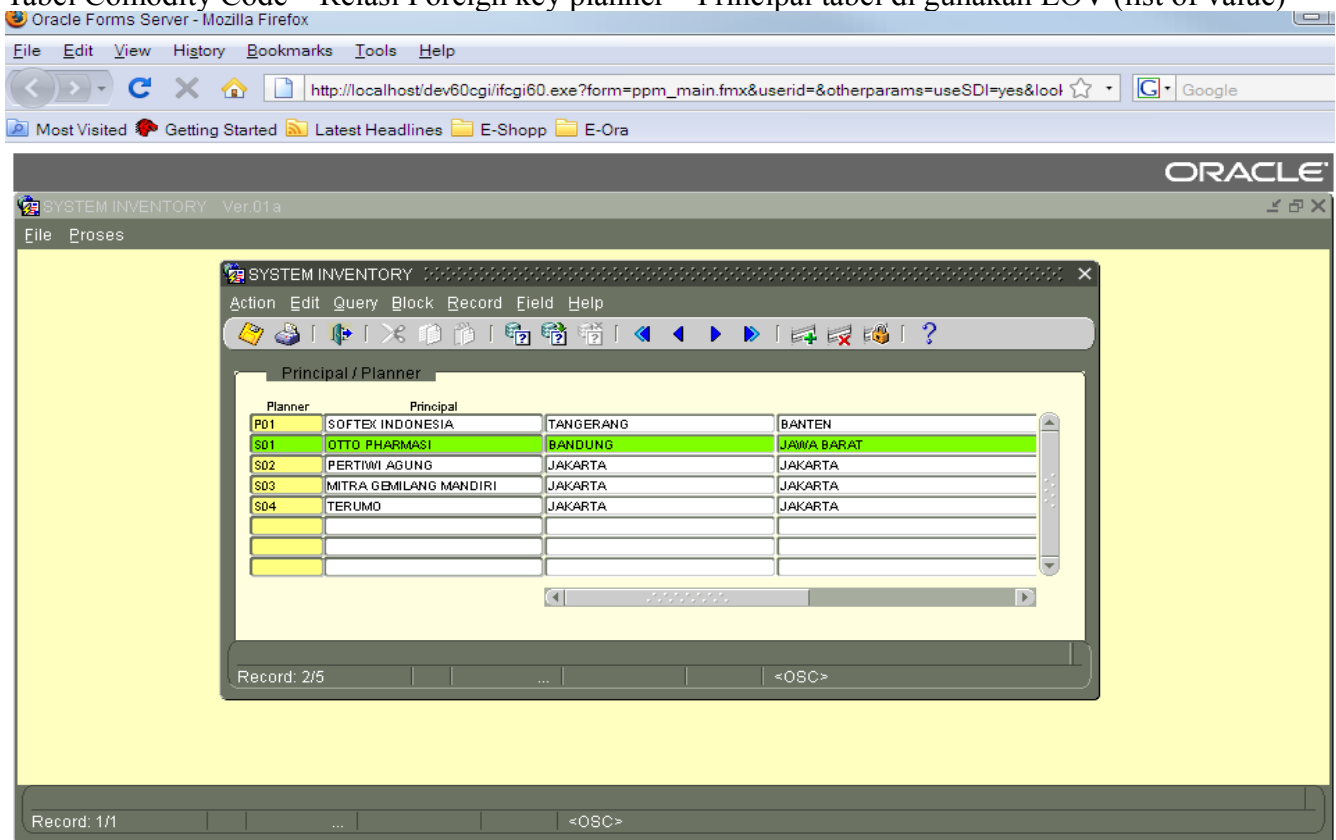 Tabel Comodity Code – Relasi Foreign key planner – Principal tabel di gunakan LOV (list of value)
Oracle Forms Server - Mozilla Firefox
File Edit View History Bookmarks Tools Help
http://localhost/dev60cgi/ifcgi60.exe?form=ppm_main.fmx&userid=&otherparams=useSDI=yes&lool
G Google
Most Visited Getting Started Latest Headlines E-Shopp E-Ora
ORACLE
SYSTEM INVENTORY Ver.01a
File Proses
SYSTEM INVENTORY
Action Edit Query Block Record Field Help
Principal / Planner
Planner Principal
P01 SOFTEX INDONESIA TANGERANG BANTEN
S01 OTTO PHARMASI BANDUNG JAWA BARAT
S02 PERTIWI AGUNG JAKARTA JAKARTA
S03 MITRA GEMILANG MANDIRI JAKARTA JAKARTA
S04 TERUMO JAKARTA JAKARTA
Record: 2/5 ... <OSC>
Record: 1/1 ... <OSC>